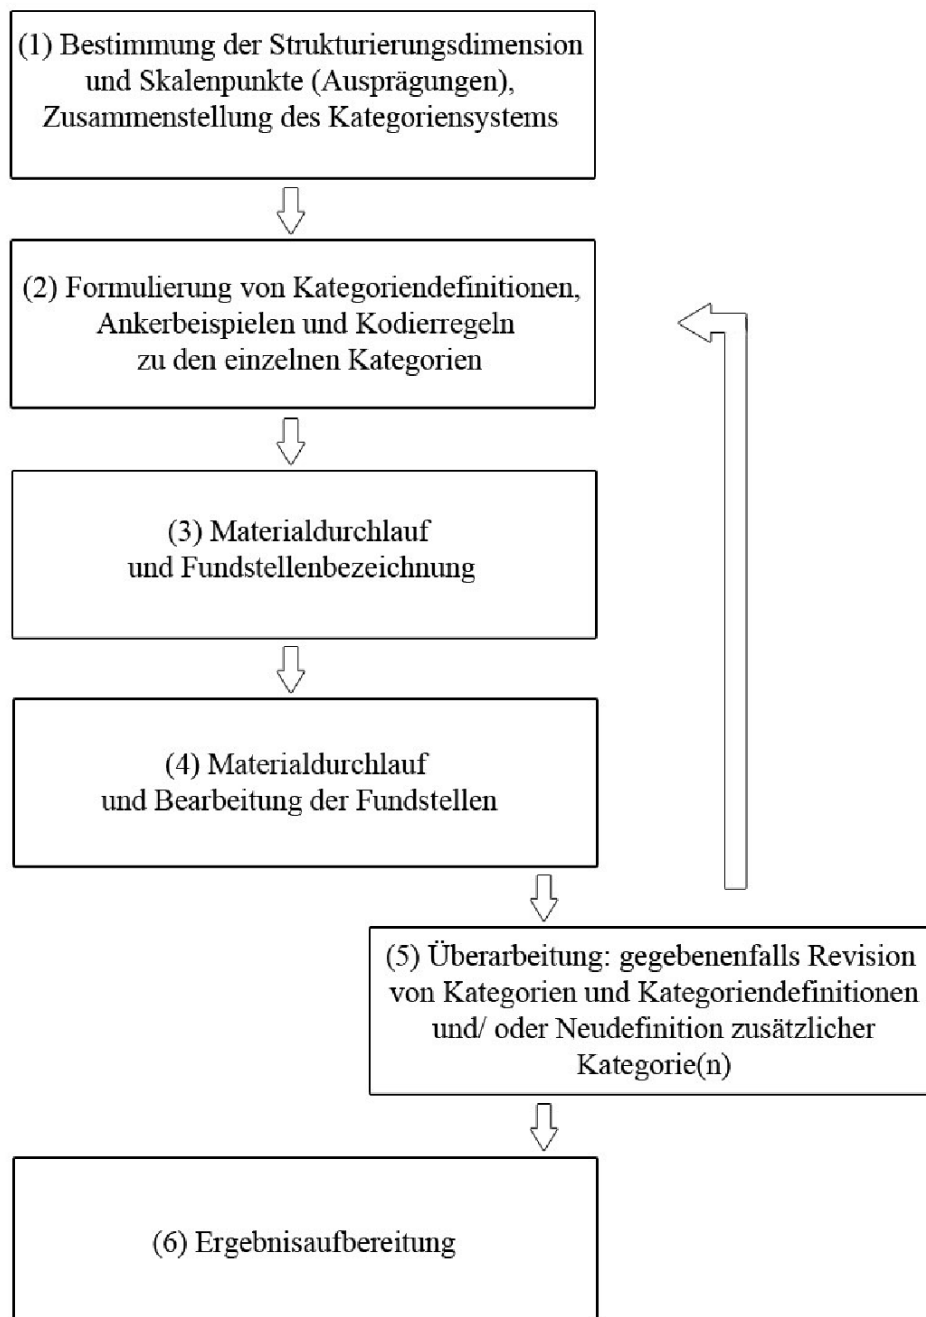 (1) Bestimmung der Strukturierungsdimension
und Skalenpunkte (Ausprägungen),
Zusammenstellung des Kategoriensystems
(2) Formulierung von Kategoriendefinitionen,
Ankerbeispielen und Kodierregeln
zu den einzelnen Kategorien
(3) Materialdurchlauf
und Fundstellenbezeichnung
(4) Materialdurchlauf
und Bearbeitung der Fundstellen
(5) Überarbeitung: gegebenenfalls Revision
von Kategorien und Kategoriendefinitionen
und/ oder Neudefinition zusätzlicher
Kategorie(n)
(6) Ergebnisaufbereitung